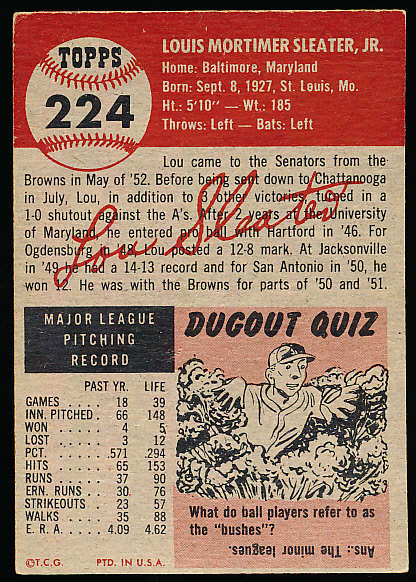 TOPPS
224
LOUIS MORTIMER SLEATER, JR.
Home: Baltimore, Maryland
Born: Sept. 8, 1927, St. Louis, Mo.
Ht.: 5'10" — Wt.: 185
Throws: Left — Bats: Left
Lou came to the Senators from the
Browns in May of '52. Before being sent down to Chattanooga
in July, Lou, in addition to 3 other victories, turned in a
1-0 shutout against the A's. After 2 years at the University
of Maryland, he entered pro ball with Hartford in '46. For
Ogdensburg in Lou posted a 12-8 mark. At Jacksonville
in '49 he had a 14-13 record and for San Antonio in '50, he
won 12. He was with the Browns for parts of '50 and '51.
Lou Sleater
MAJOR LEAGUE
PITCHING
RECORD
PAST YR. LIFE
GAMES 18 39
INN. PITCHED 66 148
WON 4 5
LOST 3 12
PCT. .571 .294
HITS 65 153
RUNS 37 90
ERN. RUNS 30 76
STRIKEOUTS 23 57
WALKS 35 88
E. R. A. 4.09 4.62
©T.C.G. PTD. IN U.S.A.
DUGOUT QUIZ
What do ball players refer to as
the "bushes"?
Ans.: The minor leagues.